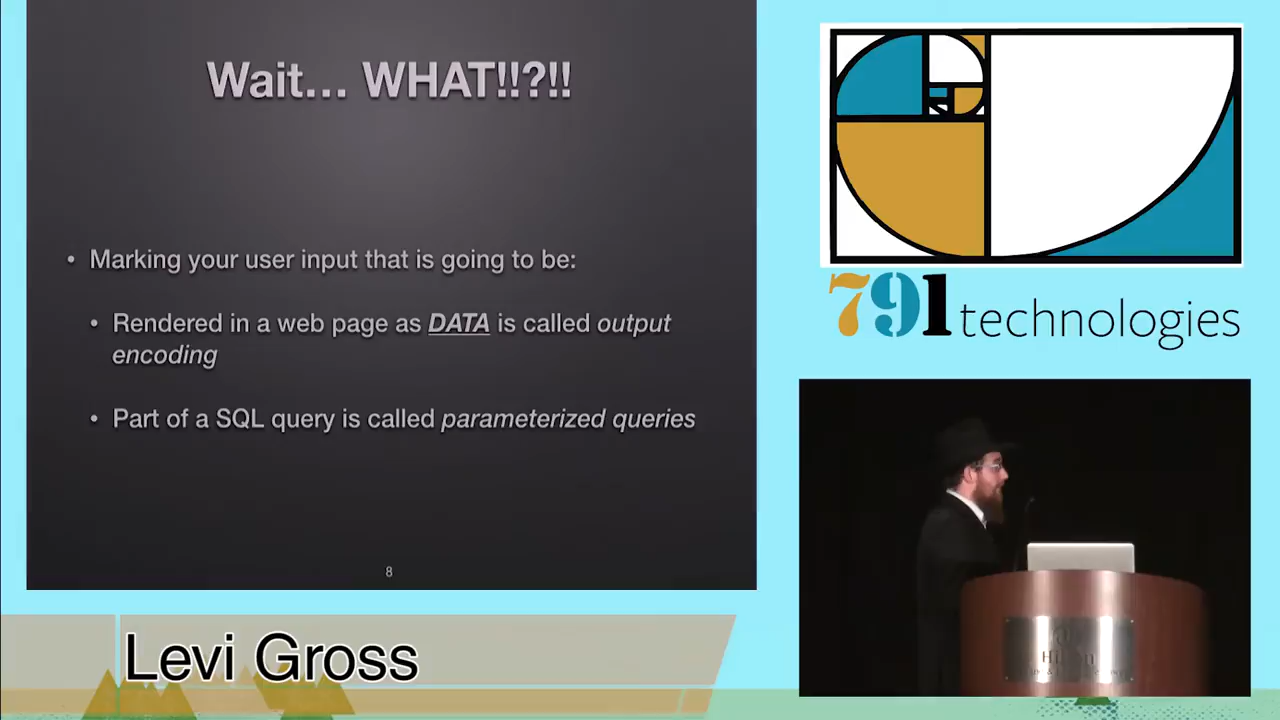 Wait... WHAT!!?!!
• Marking your user input that is going to be:
• Rendered in a web page as DATA is called output
encoding
• Part of a SQL query is called parameterized queries
8
791 technologies
Levi Gross